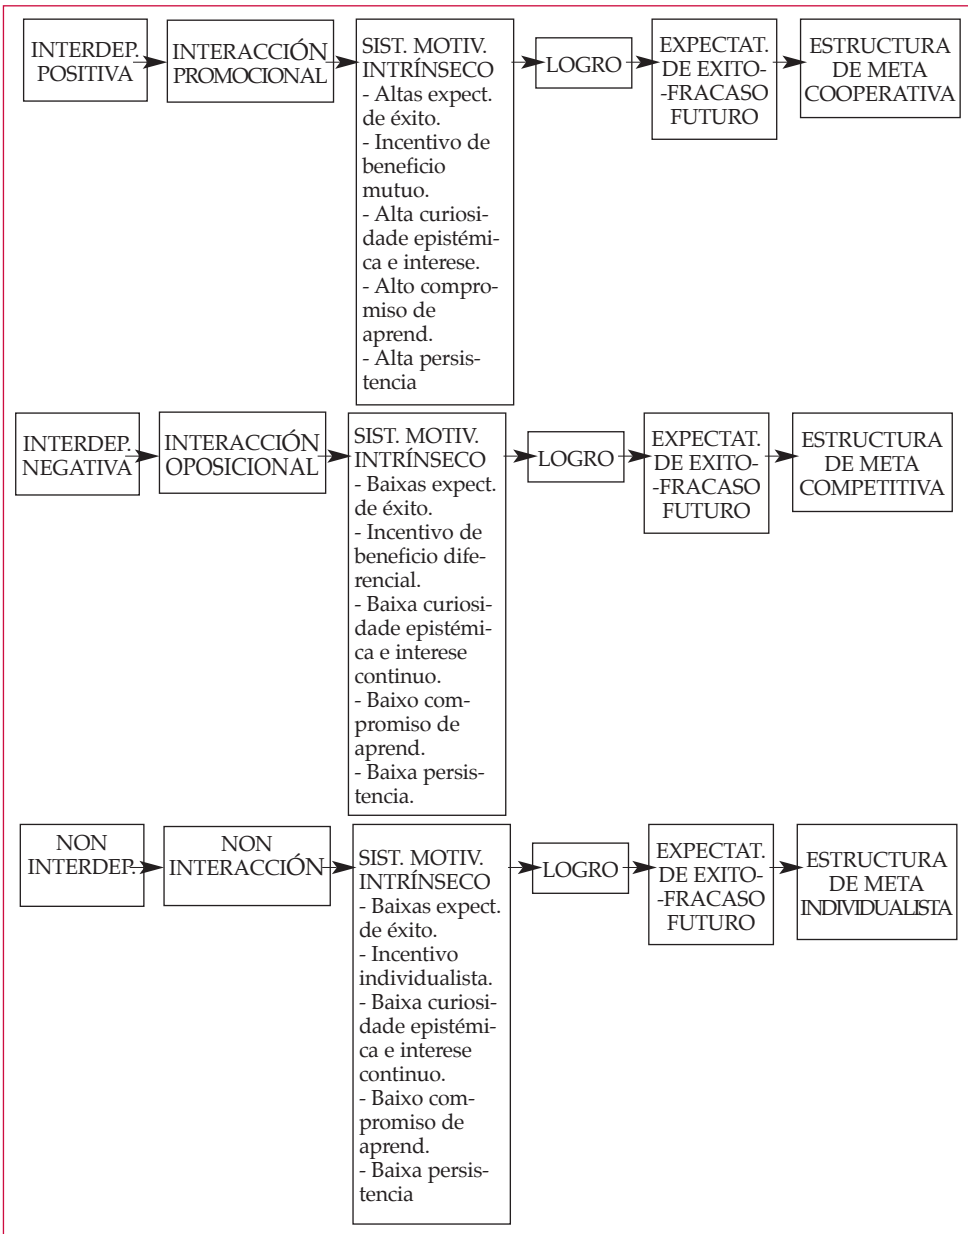 INTERDEP.
POSITIVA
INTERACCIÓN
PROMOCIONAL
SIST. MOTIV.
INTRÍNSECO
- Altas expect.
de éxito.
- Incentivo de
beneficio
mutuo.
- Alta curiosi-
dade epistémi-
ca e interese.
- Alto compro-
miso de
aprend.
- Alta persis-
tencia
LOGRO
EXPECTAT.
DE EXITO-
-FRACASO
FUTURO
ESTRUCTURA
DE META
COOPERATIVA
INTERDEP.
NEGATIVA
INTERACCIÓN
OPOSICIONAL
SIST. MOTIV.
INTRÍNSECO
- Baixas expect.
de éxito.
- Incentivo de
beneficio dife-
rencial.
- Baixa curiosi-
dade epistémi-
ca e interese
continuo.
- Baixo com-
promiso de
aprend.
- Baixa persis-
tencia.
LOGRO
EXPECTAT.
DE EXITO-
-FRACASO
FUTURO
ESTRUCTURA
DE META
COMPETITIVA
NON
INTERDEP.
NON
INTERACCIÓN
SIST. MOTIV.
INTRÍNSECO
- Baixas expect.
de éxito.
- Incentivo
individualista.
- Baixa curiosi-
dade epistémi-
ca e interese
continuo.
- Baixo com-
promiso de
aprend.
- Baixa persis-
tencia
LOGRO
EXPECTAT.
DE EXITO-
-FRACASO
FUTURO
ESTRUCTURA
DE META
INDIVIDUALISTA